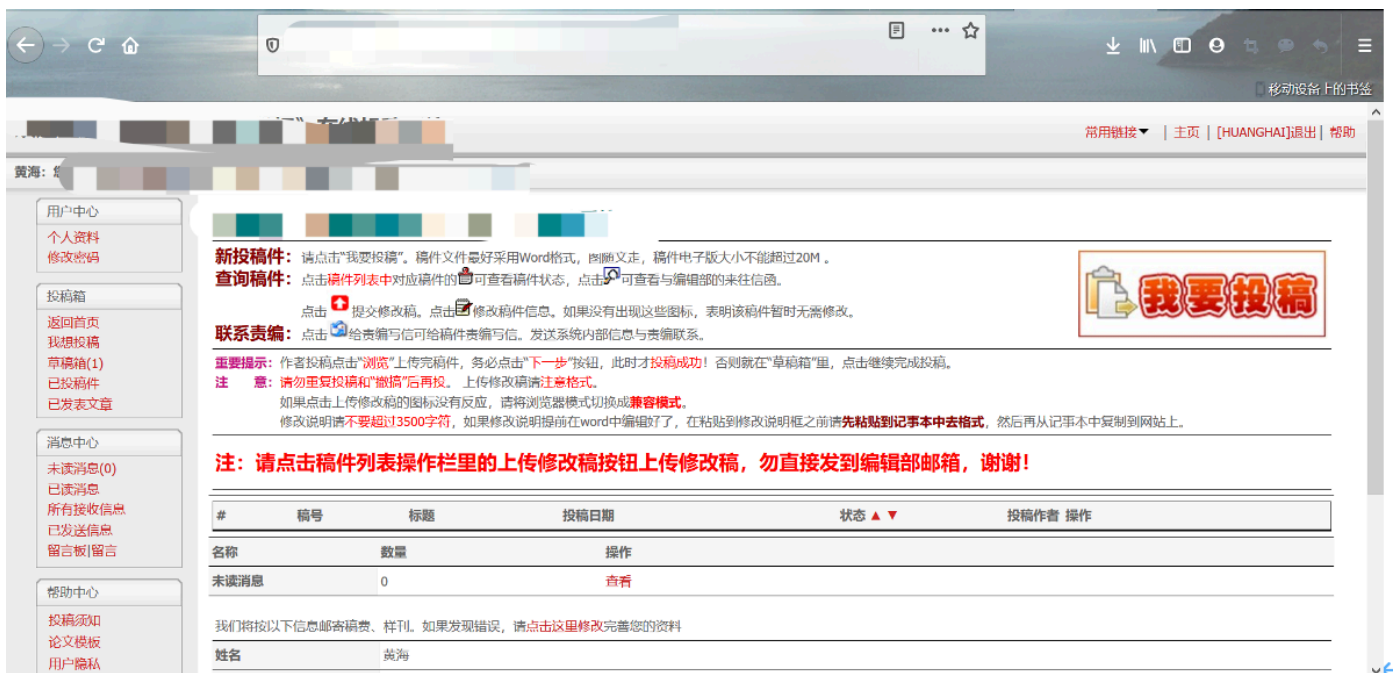 移动设备上的书签
常用链接▼ | 主页 | [HUANGHAI]退出 | 帮助
黄海：
用户中心
个人资料
修改密码
投稿箱
返回首页
我想投稿
草稿箱(1)
已投稿件
已发表文章
消息中心
未读消息(0)
已读消息
所有接收信息
已发送信息
留言板|留言
帮助中心
投稿须知
论文模板
用户隐私
新投稿件：请点击“我要投稿”。稿件文件最好采用Word格式，图随文走，稿件电子版大小不能超过20M 。
查询稿件：点击稿件列表中对应稿件的可查看稿件状态，点击可查看与编辑部的来往信函。
点击提交修改稿。点击修改稿件信息。如果没有出现这些图标，表明该稿件暂时无需修改。
联系责编：点击给责编写信可给稿件责编写信。发送系统内部信息与责编联系。
我要投稿
重要提示：作者投稿点击“浏览”上传完稿件，务必点击“下一步”按钮，此时才投稿成功！否则就在“草稿箱”里，点击继续完成投稿。
注 意：请勿重复投稿和“撤搞”后再投。 上传修改稿请注意格式。
如果点击上传修改稿的图标没有反应，请将浏览器模式切换成兼容模式。
修改说明请不要超过3500字符，如果修改说明提前在word中编辑好了，在粘贴到修改说明框之前请先粘贴到记事本中去格式，然后再从记事本中复制到网站上。
注：请点击稿件列表操作栏里的上传修改稿按钮上传修改稿，勿直接发到编辑部邮箱，谢谢！
# 稿号 标题 投稿日期 状态▲▼ 投稿作者 操作
名称 数量 操作
未读消息 0 查看
我们将按以下信息邮寄稿费、样刊。如果发现错误，请点击这里修改完善您的资料
姓名 黄海